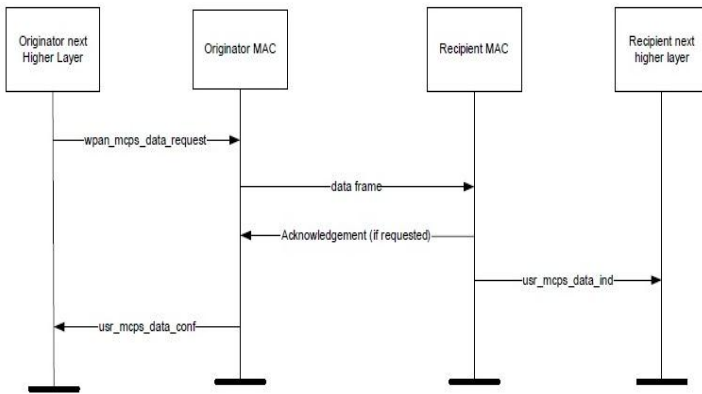 Originator next
Higher Layer
Originator MAC
Recipient MAC
Recipient next
higher layer
wpan_mcps_data_request
data frame
Acknowledgement (if requested)
usr_mcps_data_ind
usr_mcps_data_conf